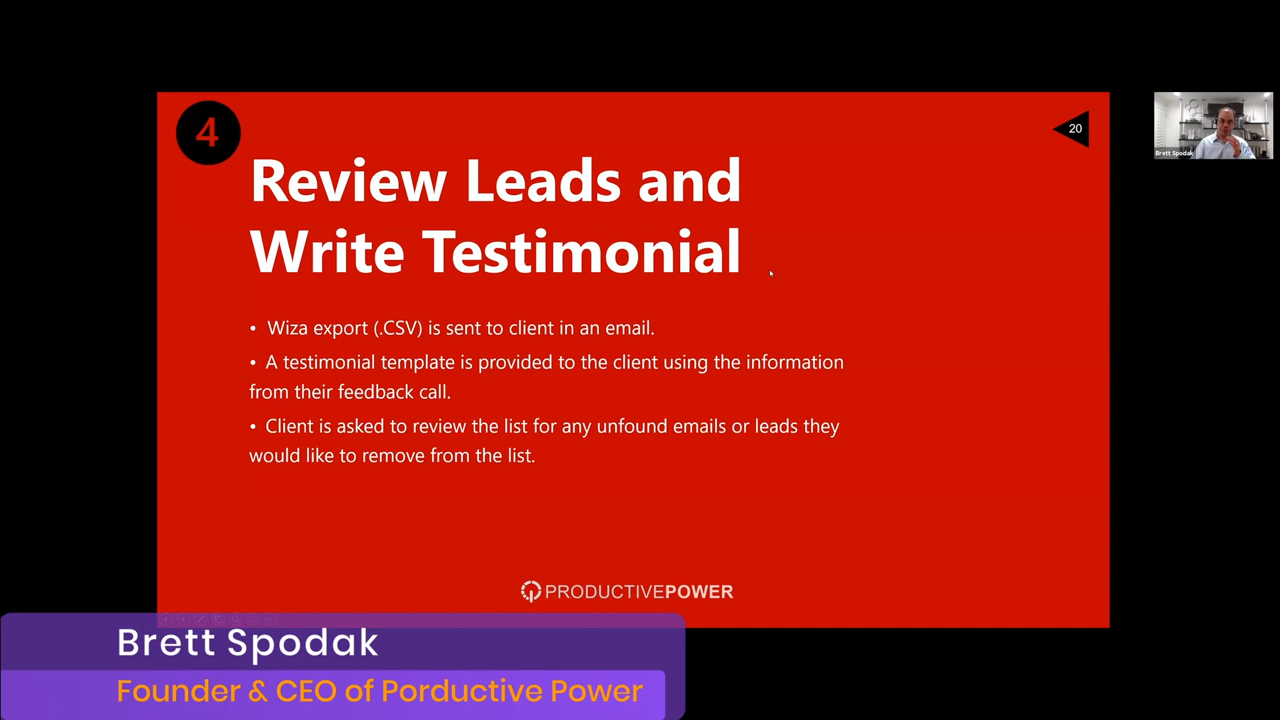 4
20
Review Leads and
Write Testimonial
• Wiza export (.CSV) is sent to client in an email.
• A testimonial template is provided to the client using the information
from their feedback call.
• Client is asked to review the list for any unfound emails or leads they
would like to remove from the list.
PRODUCTIVEPOWER
Brett Spodak
Brett Spodak
Founder & CEO of Porductive Power